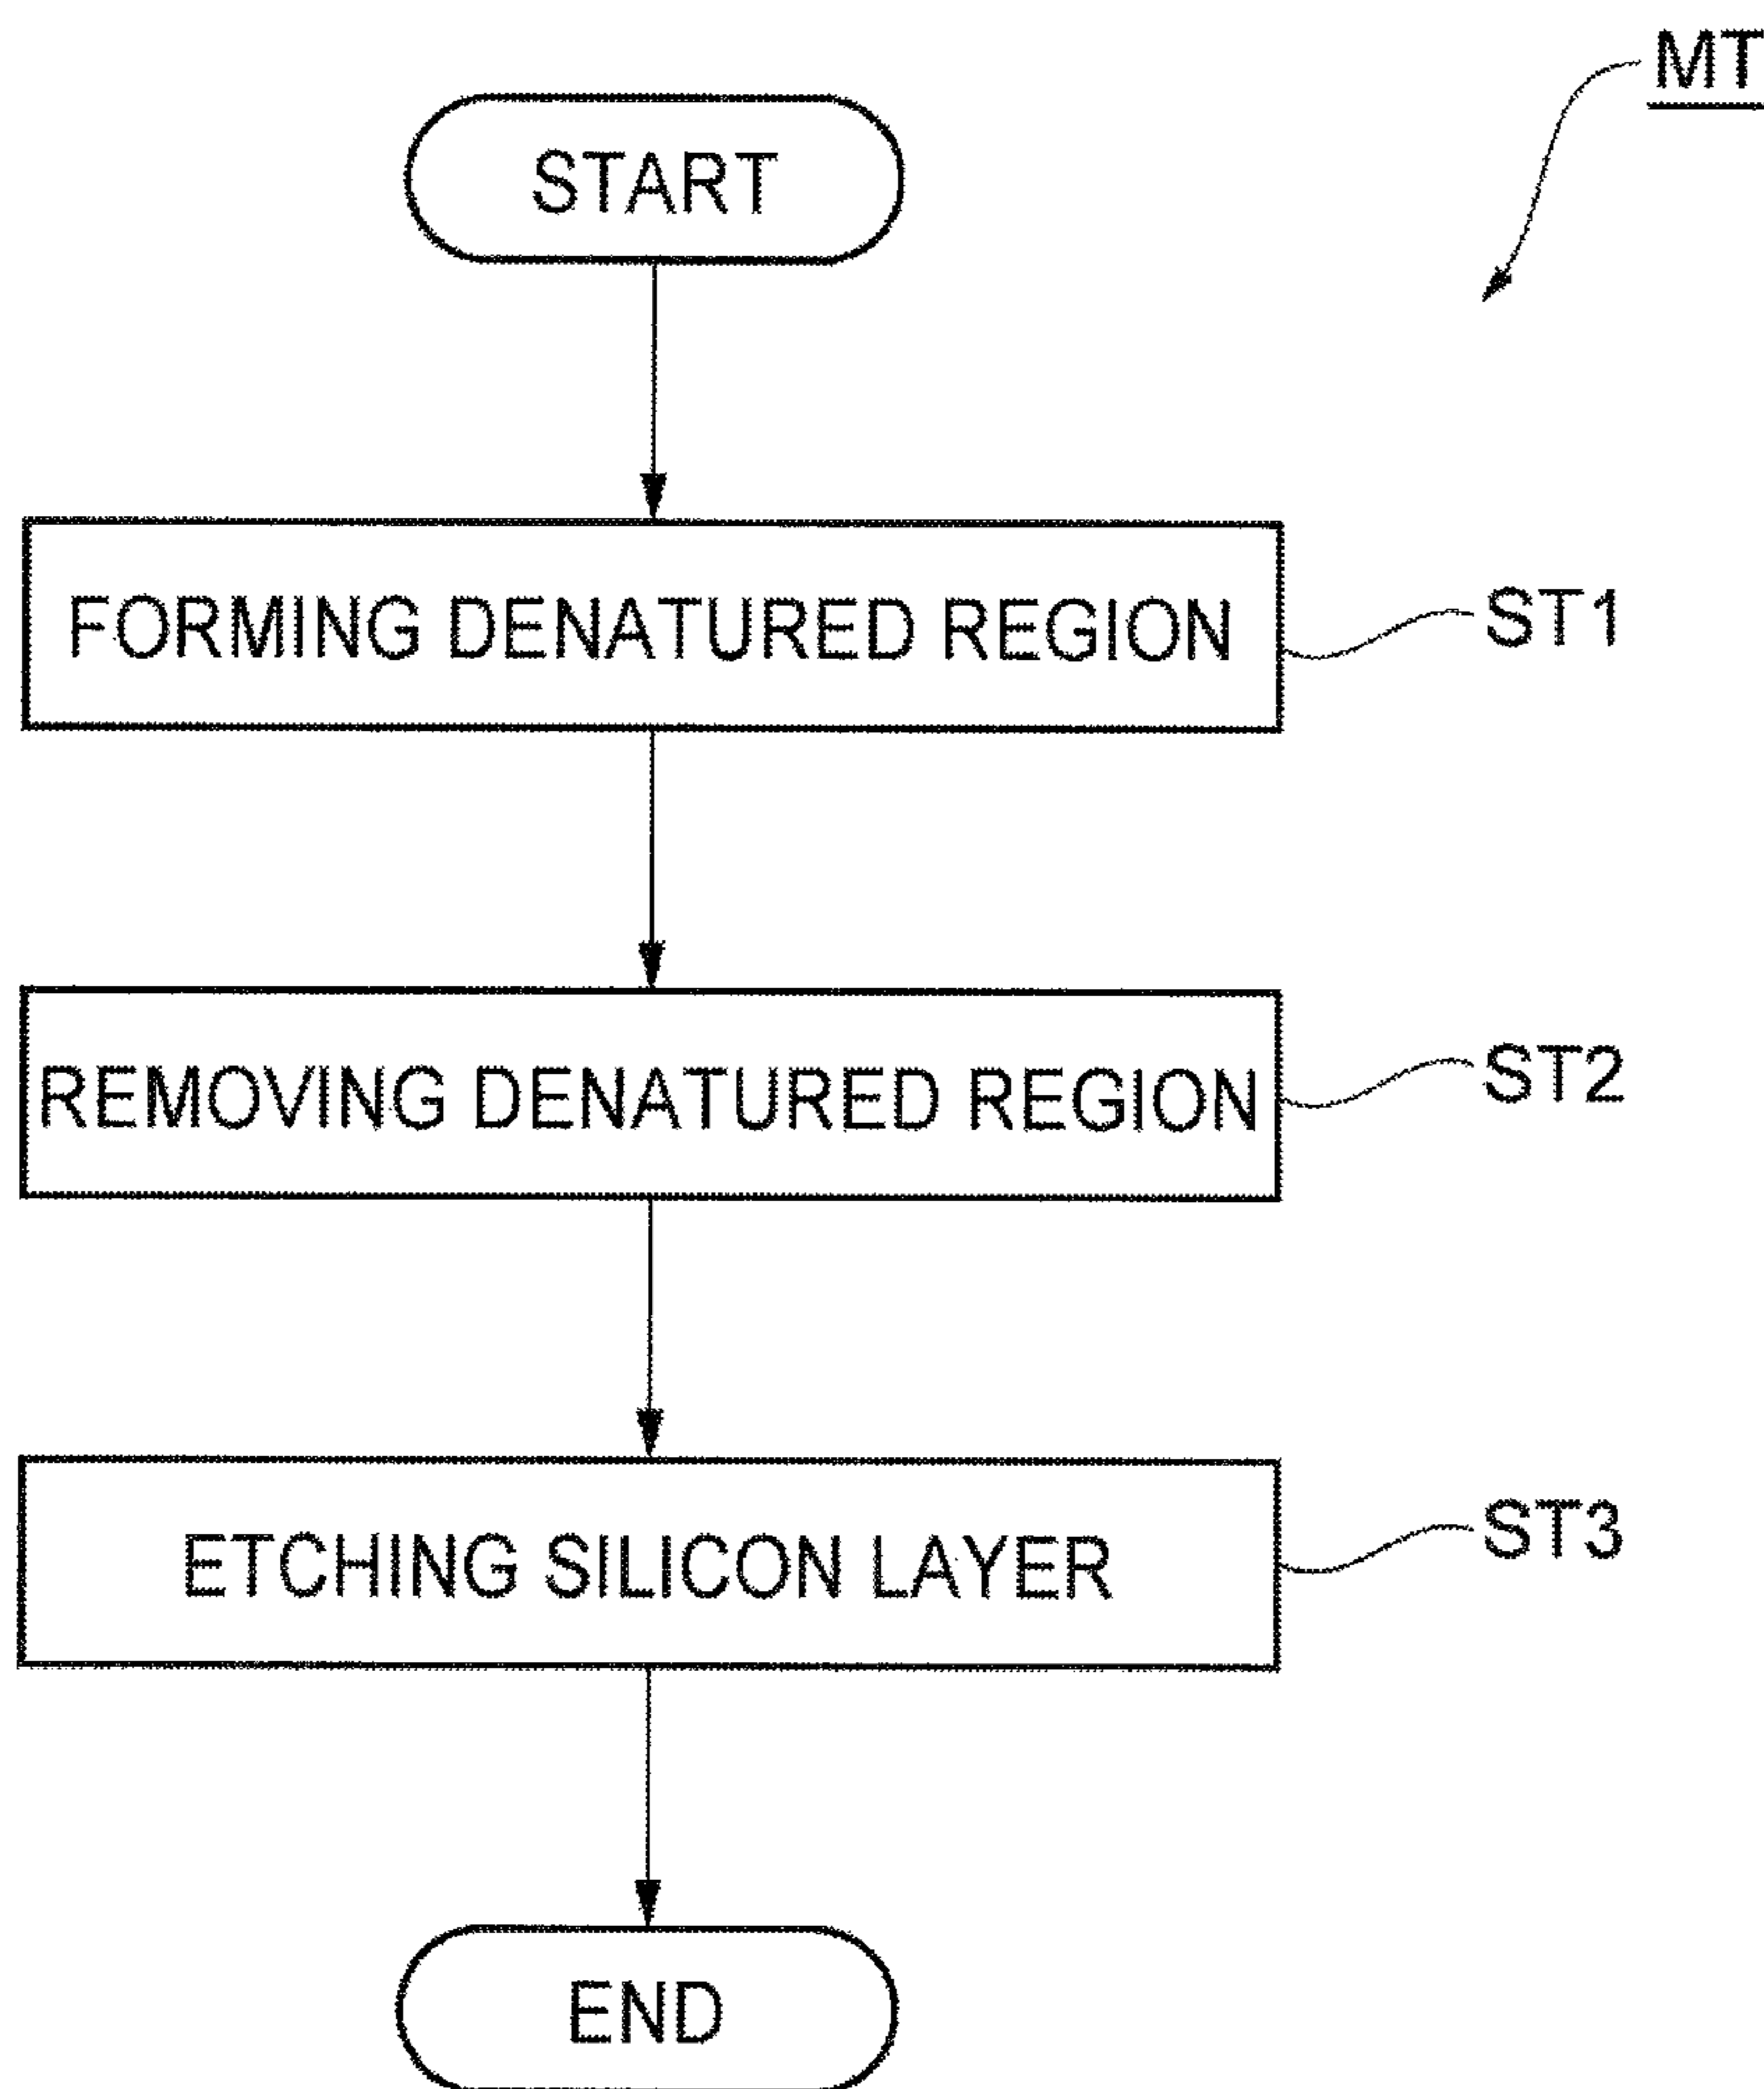 MT
START
FORMING DENATURED REGION
ST1
REMOVING DENATURED REGION
ST2
ETCHING SILICON LAYER
ST3
END